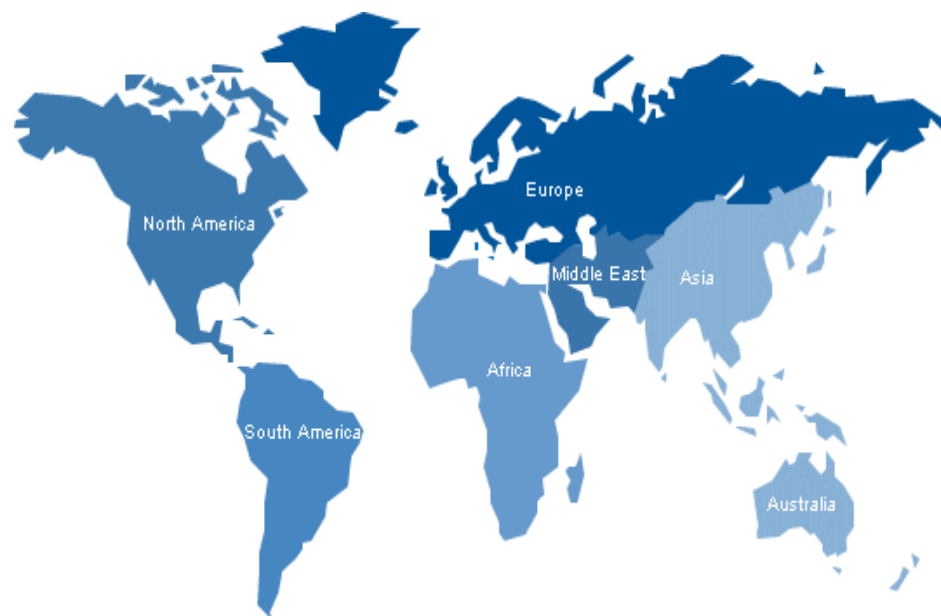 Europe
North America
Middle East
Asia
Africa
South America
Australia